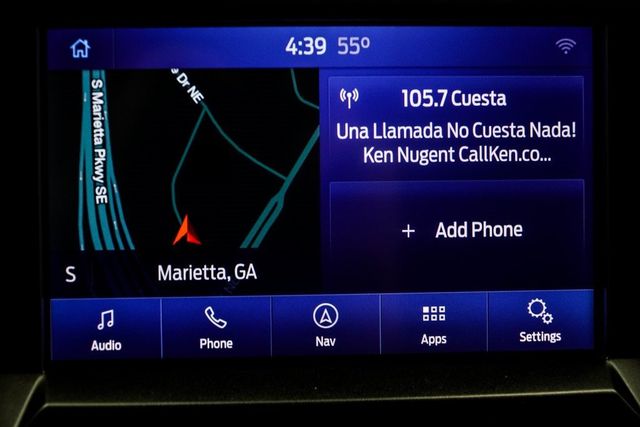 4:39 55°
S Marietta Pkwy SE
e Dr NE
105.7 Cuesta
Una Llamada No Cuesta Nada!
Ken Nugent CallKen.co...
+ Add Phone
S
Marietta, GA
Audio
Phone
Nav
Apps
Settings